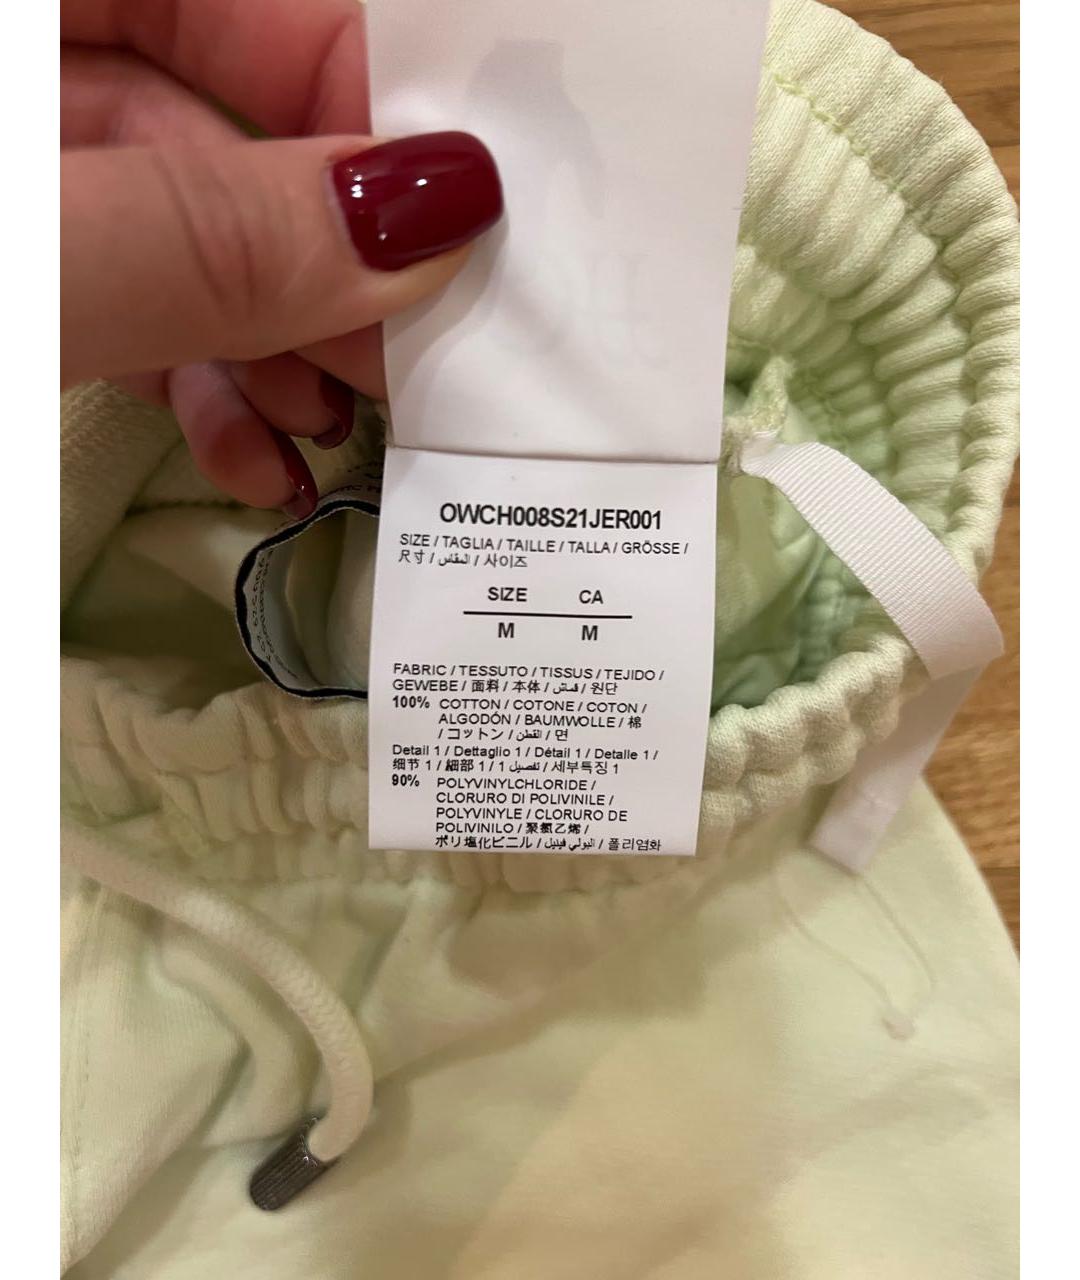 OWCH008S21JER001
SIZE / TAGLIA / TAILLE / TALLA / GRÖSSE /
尺寸 / المقاس / 사이즈
SIZE CA
M M
FABRIC / TESSUTO / TISSUS / TEJIDO /
GEWEBE / 面料 / 本体 / قماش / 원단
100% COTTON / COTONE / COTON /
ALGODÓN / BAUMWOLLE / 棉
/ コットン / القطن / 면
Detail 1 / Dettaglio 1 / Détail 1 / Detalle 1 /
细节 1 / 細部 1 / تفصيل 1 / 세부특징 1
90% POLYVINYLCHLORIDE /
CLORURO DI POLIVINILE /
POLYVINYLE / CLORURO DE
POLIVINILO / 聚氯乙烯 /
ポリ塩化ビニル / البولي فينيل / 폴리염화